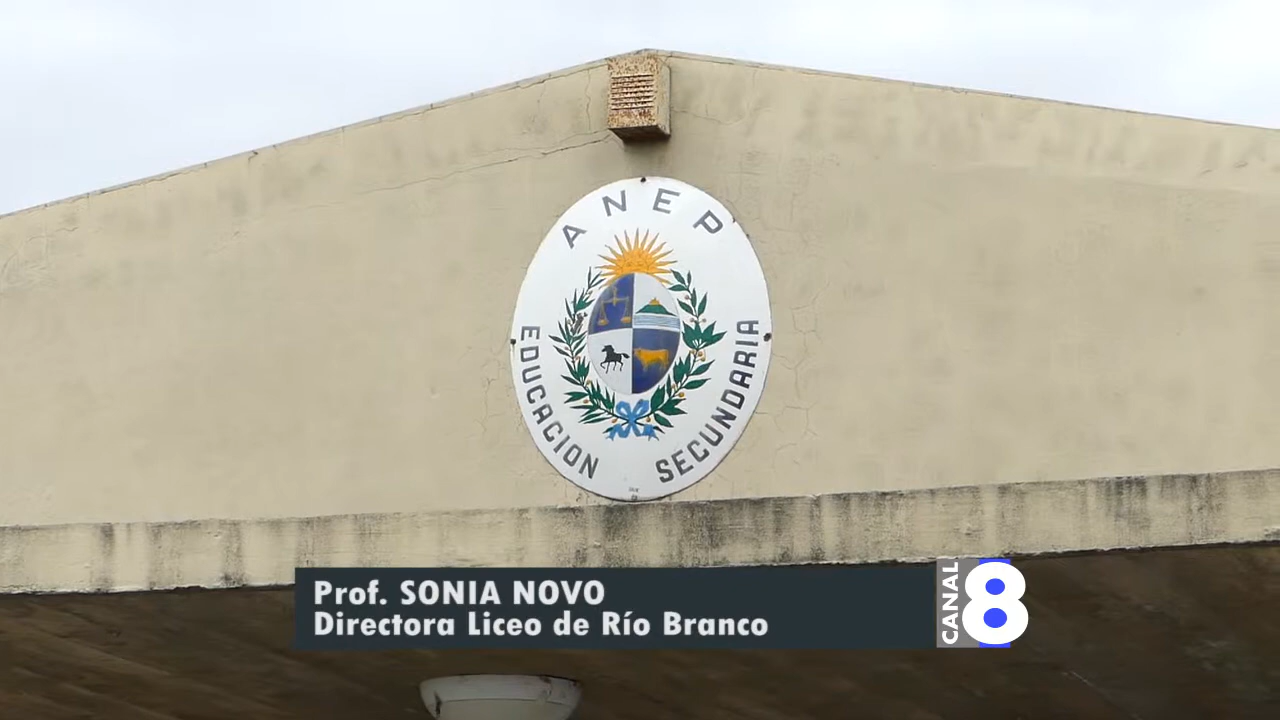 ANEP
EDUCACION SECUNDARIA
Prof. SONIA NOVO
Directora Liceo de Río Branco
CANAL 8